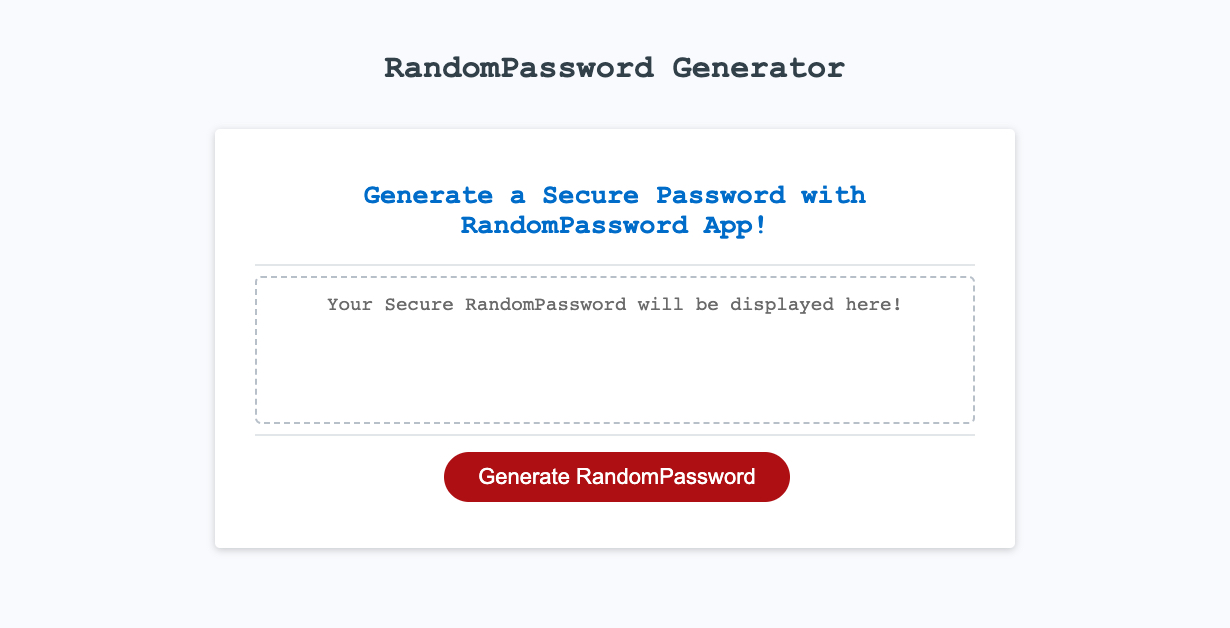 RandomPassword Generator
Generate a Secure Password with
RandomPassword App!
Your Secure RandomPassword will be displayed here!
Generate RandomPassword